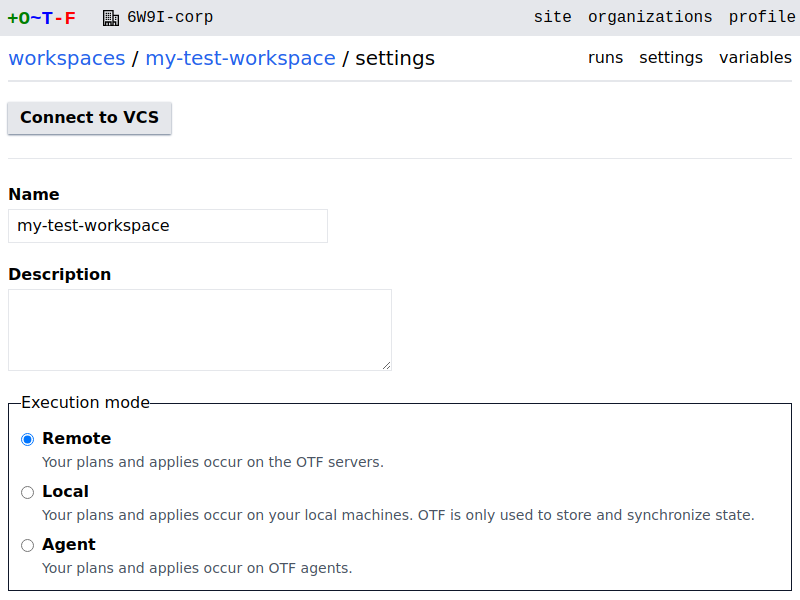 +O~T-F 6W9I-corp site organizations profile
workspaces / my-test-workspace / settings runs settings variables
Connect to VCS
Name
my-test-workspace
Description
Execution mode
Remote
Your plans and applies occur on the OTF servers.
Local
Your plans and applies occur on your local machines. OTF is only used to store and synchronize state.
Agent
Your plans and applies occur on OTF agents.